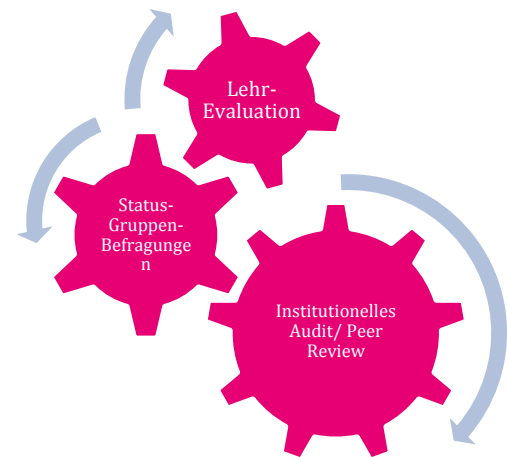 Lehr-
Evaluation
Status-
Gruppen-
Befragunge
n
Institutionelles
Audit/ Peer
Review